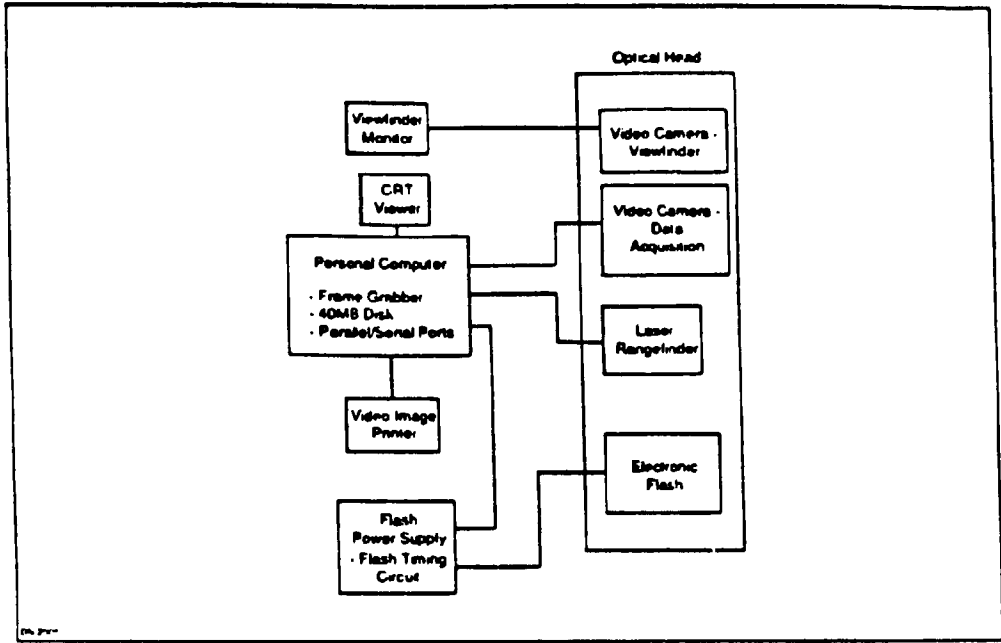 Optical Head
Viewfinder
Monitor
Video Camera -
Viewfinder
CRT
Viewer
Video Camera -
Data
Acquisition
Personal Computer
- Frame Grabber
- 40MB Disk
- Parallel/Serial Ports
Laser
Rangefinder
Video Image
Printer
Electronic
Flash
Flash
Power Supply
- Flash Timing
Circuit